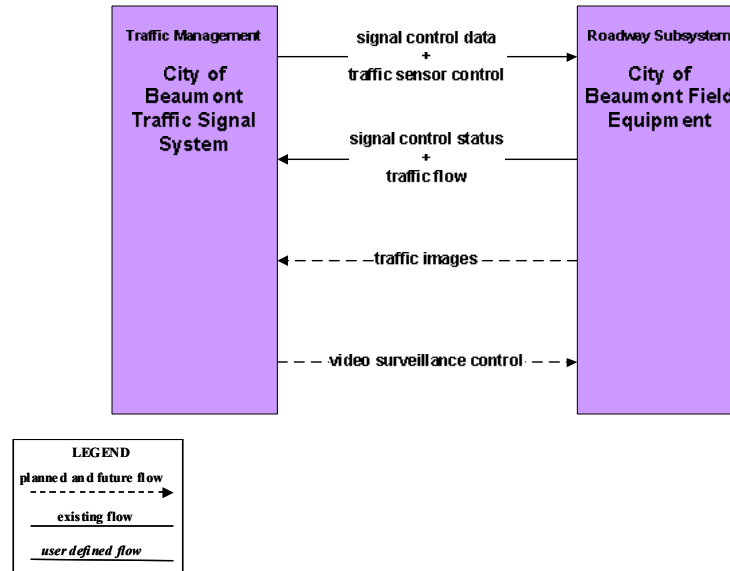 Traffic Management
City of
Beaumont
Traffic Signal
System
signal control data
+
traffic sensor control
signal control status
+
traffic flow
traffic images
video surveillance control
Roadway Subsystem
City of
Beaumont Field
Equipment
LEGEND
planned and future flow
existing flow
user defined flow